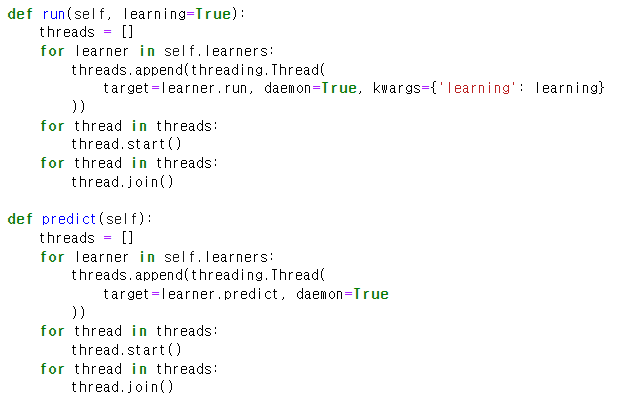 def run(self, learning=True):
    threads = []
    for learner in self.learners:
        threads.append(threading.Thread(
            target=learner.run, daemon=True, kwargs={'learning': learning}
        ))
    for thread in threads:
        thread.start()
    for thread in threads:
        thread.join()

def predict(self):
    threads = []
    for learner in self.learners:
        threads.append(threading.Thread(
            target=learner.predict, daemon=True
        ))
    for thread in threads:
        thread.start()
    for thread in threads:
        thread.join()